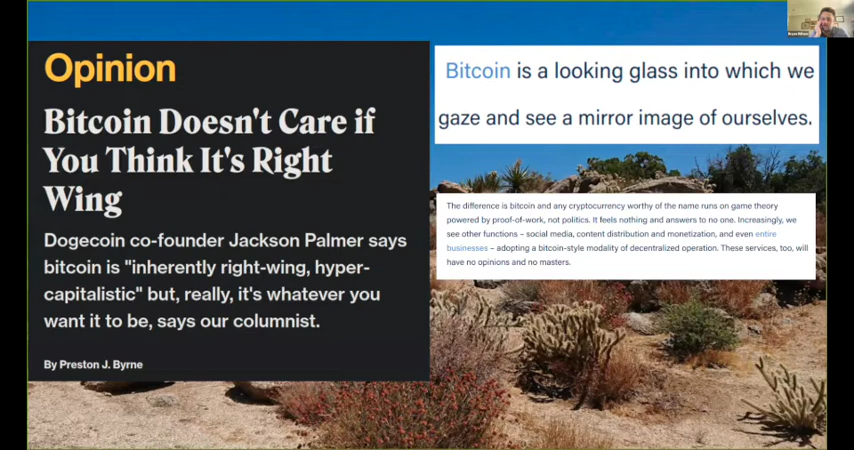 Opinion
Bitcoin Doesn't Care if
You Think It's Right
Wing
Dogecoin co-founder Jackson Palmer says
bitcoin is "inherently right-wing, hyper-
capitalistic" but, really, it's whatever you
want it to be, says our columnist.
By Preston J. Byrne
Bitcoin is a looking glass into which we
gaze and see a mirror image of ourselves.
The difference is bitcoin and any cryptocurrency worthy of the name runs on game theory
powered by proof-of-work, not politics. It feels nothing and answers to no one. Increasingly, we
see other functions – social media, content distribution and monetization, and even entire
businesses – adopting a bitcoin-style modality of decentralized operation. These services, too, will
have no opinions and no masters.